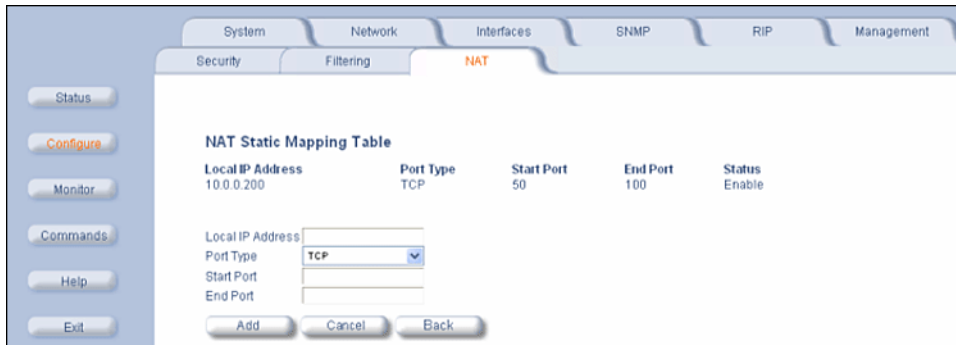 System Network Interfaces SNMP RIP Management
Security Filtering NAT
Status
Configure
Monitor
Commands
Help
Exit
NAT Static Mapping Table
Local IP Address Port Type Start Port End Port Status
10.0.0.200 TCP 50 100 Enable
Local IP Address
Port Type TCP
Start Port
End Port
Add Cancel Back